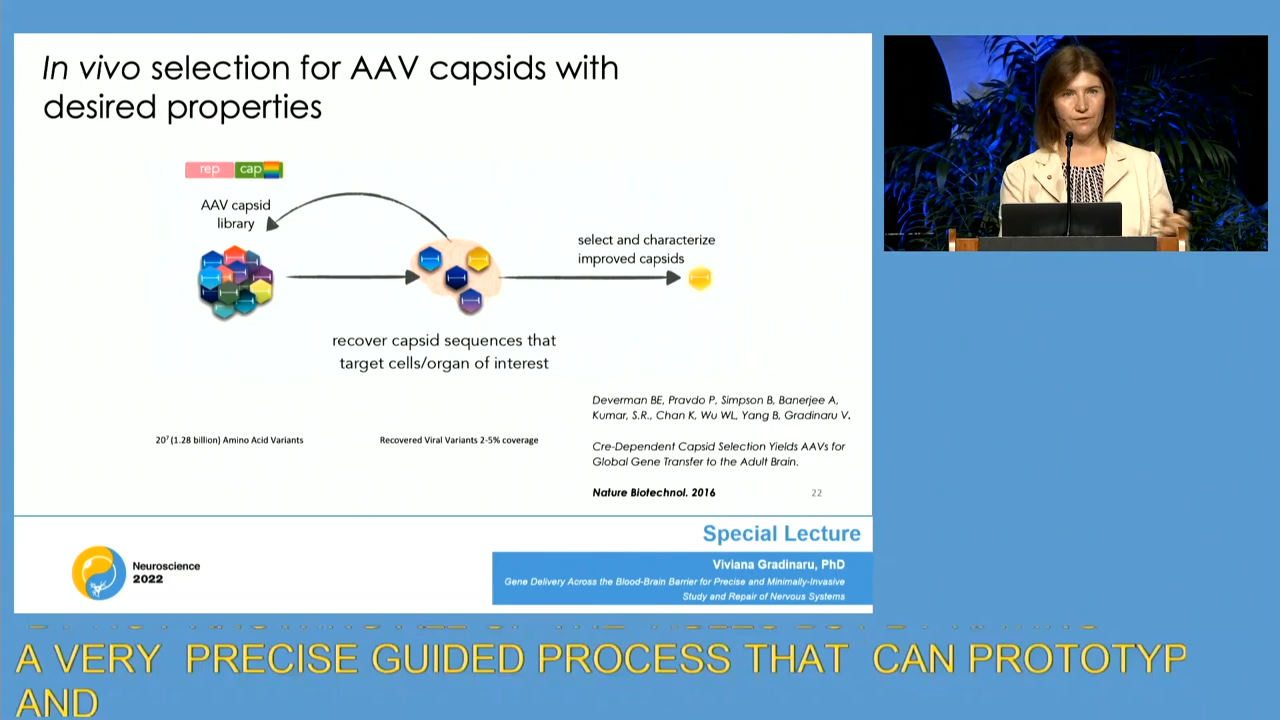 In vivo selection for AAV capsids with
desired properties
rep cap
AAV capsid
library
select and characterize
improved capsids
recover capsid sequences that
target cells/organ of interest
Deverman BE, Pravdo P, Simpson B, Banerjee A,
Kumar, S.R., Chan K, Wu WL, Yang B, Gradinaru V.
20⁷ (1.28 billion) Amino Acid Variants
Recovered Viral Variants 2-5% coverage
Cre-Dependent Capsid Selection Yields AAVs for
Global Gene Transfer to the Adult Brain.
Nature Biotechnol. 2016
22
Special Lecture
Neuroscience
2022
Viviana Gradinaru, PhD
Gene Delivery Across the Blood-Brain Barrier for Precise and Minimally-Invasive
Study and Repair of Nervous Systems
A VERY PRECISE GUIDED PROCESS THAT CAN PROTOTYP
AND